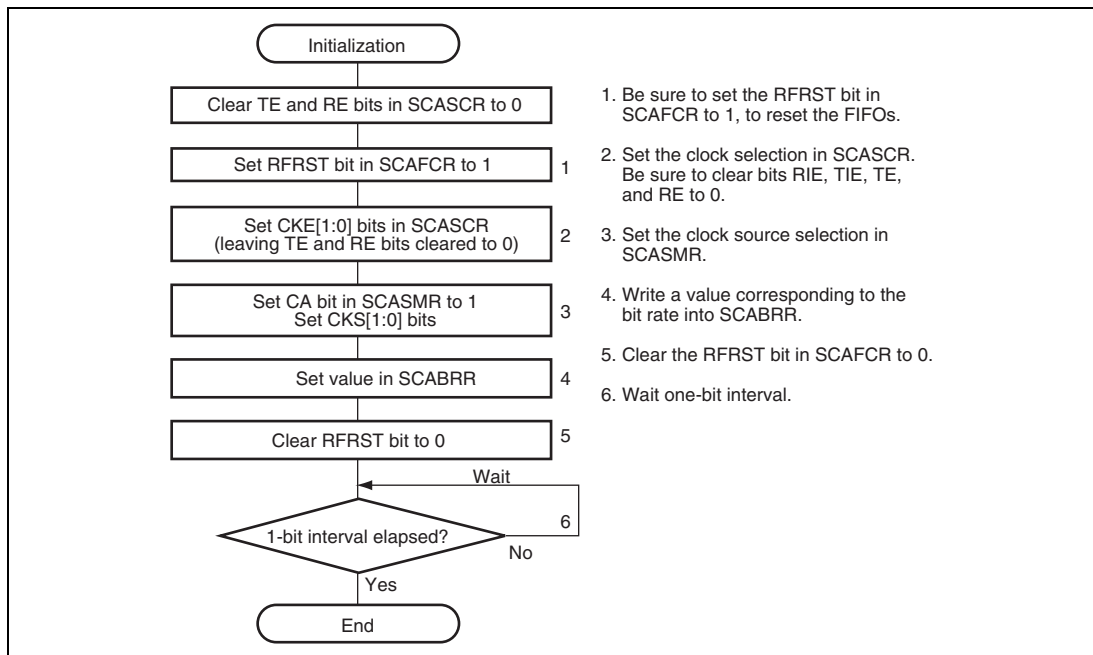 Initialization
Clear TE and RE bits in SCASCR to 0
Set RFRST bit in SCAFCR to 1
1
Set CKE[1:0] bits in SCASCR
(leaving TE and RE bits cleared to 0)
2
Set CA bit in SCASMR to 1
Set CKS[1:0] bits
3
Set value in SCABRR
4
Clear RFRST bit to 0
5
Wait
1-bit interval elapsed?
6
No
Yes
End
1. Be sure to set the RFRST bit in
SCAFCR to 1, to reset the FIFOs.
2. Set the clock selection in SCASCR.
Be sure to clear bits RIE, TIE, TE,
and RE to 0.
3. Set the clock source selection in
SCASMR.
4. Write a value corresponding to the
bit rate into SCABRR.
5. Clear the RFRST bit in SCAFCR to 0.
6. Wait one-bit interval.